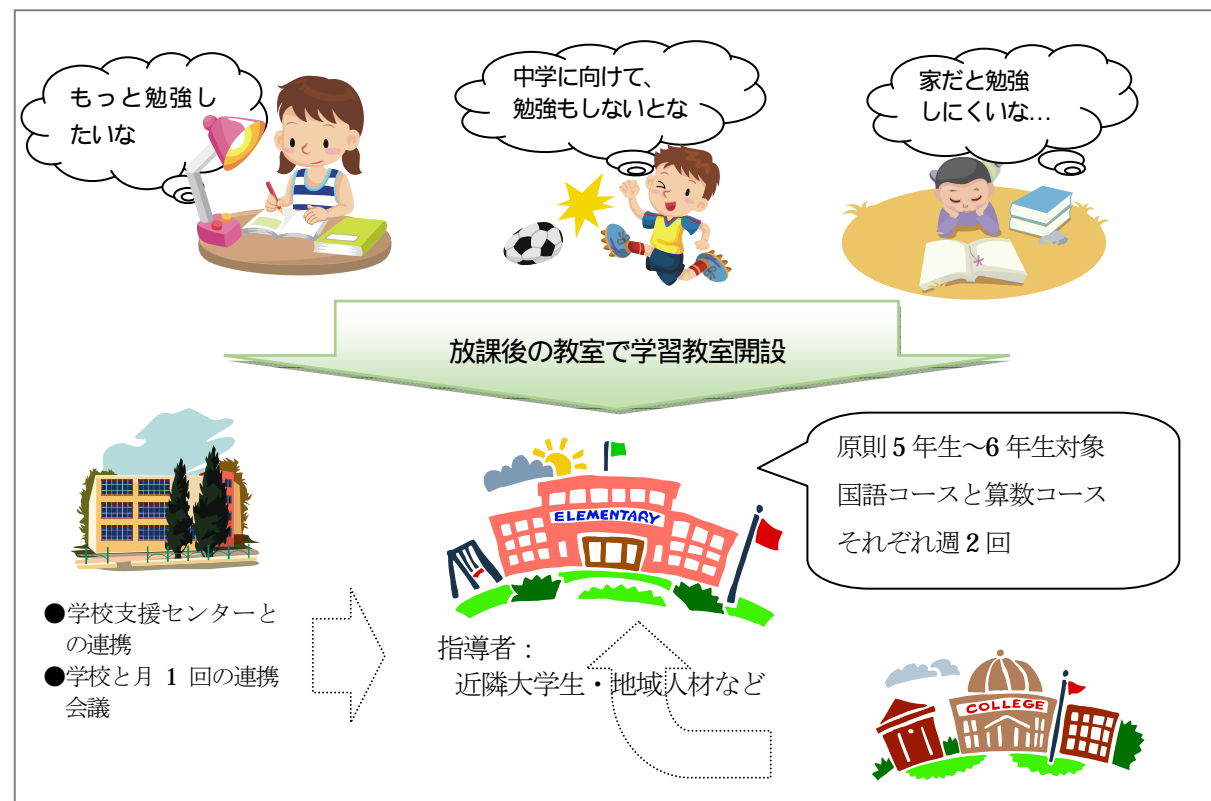 もっと勉強し
たいな
中学に向けて、
勉強もしないとな
家だと勉強
しにくいな…
放課後の教室で学習教室開設
原則5年生~6年生対象
国語コースと算数コース
それぞれ週2回
ELEMENTARY
●学校支援センターと
の連携
●学校と月 1 回の連携
会議
指導者:
近隣大学生・地域人材など
COLLEGE